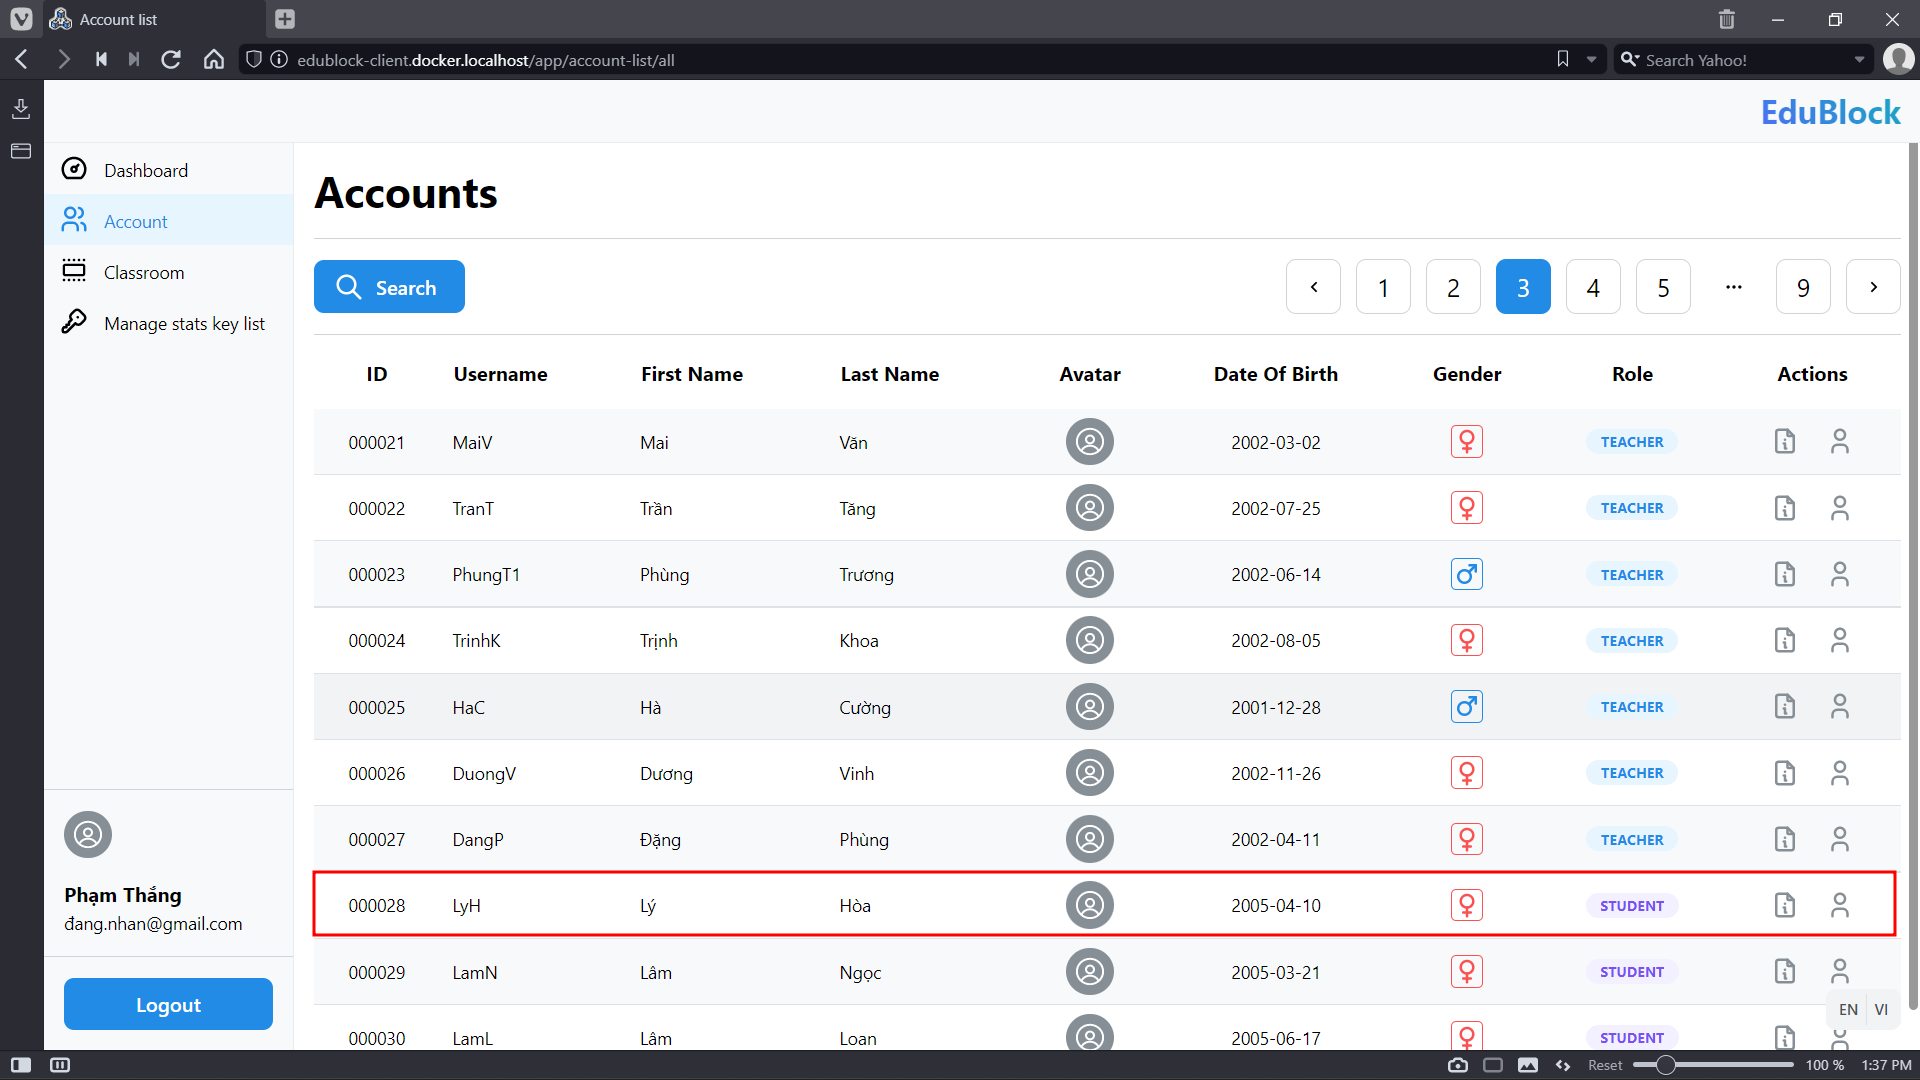 Account list
edublock-client.docker.localhost/app/account-list/all
Search Yahoo!
EduBlock
Dashboard
Account
Classroom
Manage stats key list
Phạm Thắng
đang.nhan@gmail.com
Logout
Accounts
Search
1 2 3 4 5 ... 9
ID Username First Name Last Name Avatar Date Of Birth Gender Role Actions
000021 MaiV Mai Văn 2002-03-02 TEACHER
000022 TranT Trần Tăng 2002-07-25 TEACHER
000023 PhungT1 Phùng Trương 2002-06-14 TEACHER
000024 TrinhK Trịnh Khoa 2002-08-05 TEACHER
000025 HaC Hà Cường 2001-12-28 TEACHER
000026 DuongV Dương Vinh 2002-11-26 TEACHER
000027 DangP Đặng Phùng 2002-04-11 TEACHER
000028 LyH Lý Hòa 2005-04-10 STUDENT
000029 LamN Lâm Ngọc 2005-03-21 STUDENT
000030 LamL Lâm Loan 2005-06-17 STUDENT
EN VI
Reset 100 % 1:37 PM